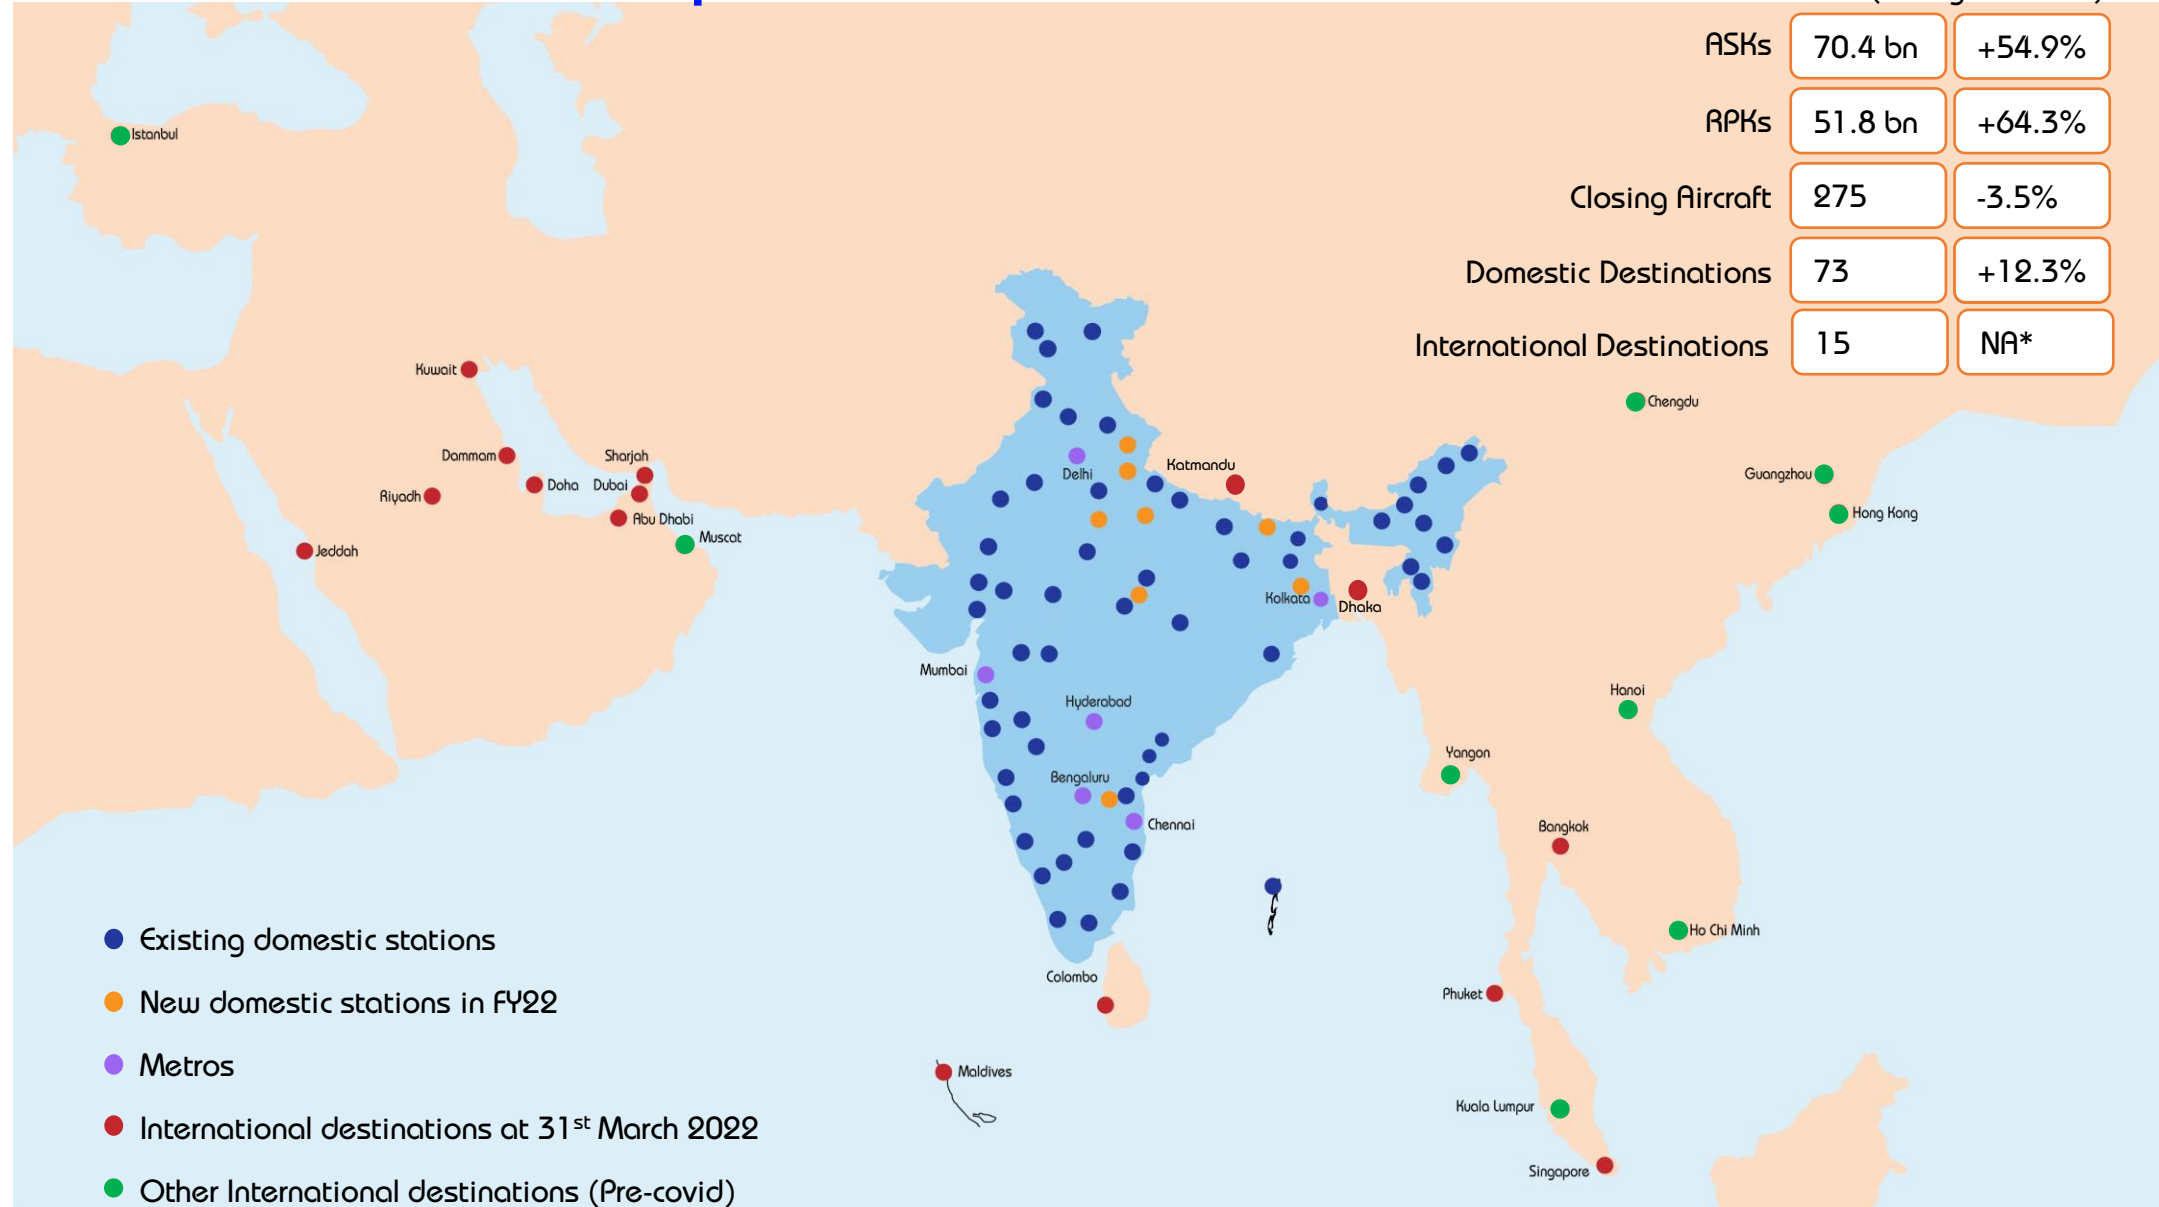 ASKs 70.4 bn +54.9%
RPKs 51.8 bn +64.3%
Closing Aircraft 275 -3.5%
Domestic Destinations 73 +12.3%
International Destinations 15 NA*
Istanbul
Kuwait
Dammam
Sharjah
Riyadh
Doha
Dubai
Abu Dhabi
Muscat
Jeddah
Delhi
Katmandu
Kolkata
Dhaka
Mumbai
Hyderabad
Bengaluru
Chennai
Colombo
Maldives
Chengdu
Guangzhou
Hong Kong
Hanoi
Yangon
Bangkok
Ho Chi Minh
Phuket
Kuala Lumpur
Singapore
Existing domestic stations
New domestic stations in FY22
Metros
International destinations at 31st March 2022
Other International destinations (Pre-covid)